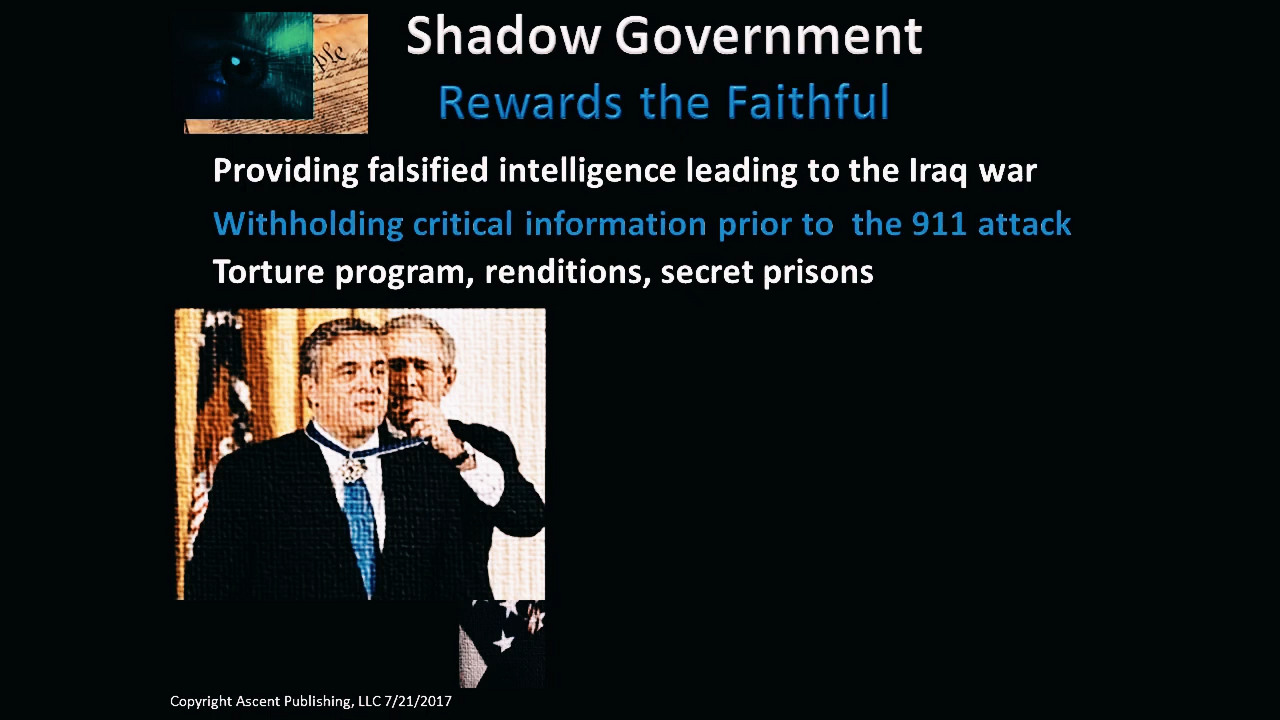 ple
Shadow Government
Rewards the Faithful
Providing falsified intelligence leading to the Iraq war
Withholding critical information prior to the 911 attack
Torture program, renditions, secret prisons
Copyright Ascent Publishing, LLC 7/21/2017